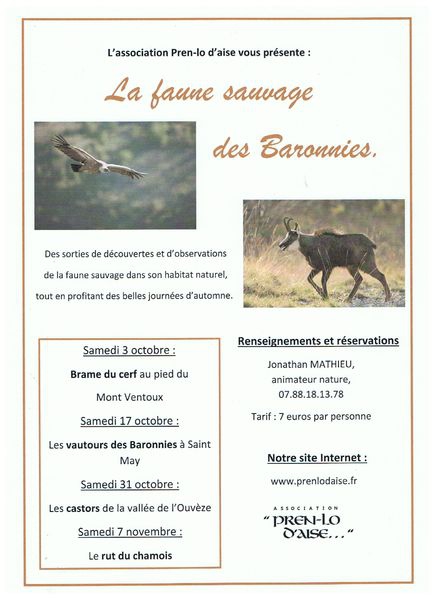 L'association Pren-lo d'aise vous présente :
La faune sauvage
des Baronnies.
Des sorties de découvertes et d'observations
de la faune sauvage dans son habitat naturel,
tout en profitant des belles journées d'automne.
Samedi 3 octobre :
Brame du cerf au pied du
Mont Ventoux
Samedi 17 octobre :
Les vautours des Baronnies à Saint
May
Samedi 31 octobre :
Les castors de la vallée de l'Ouvèze
Samedi 7 novembre :
Le rut du chamois
Renseignements et réservations
Jonathan MATHIEU,
animateur nature,
07.88.18.13.78
Tarif : 7 euros par personne
Notre site Internet :
www.prenlodaise.fr
ASSOCIATION
"PREN-LO
D'AISE..."